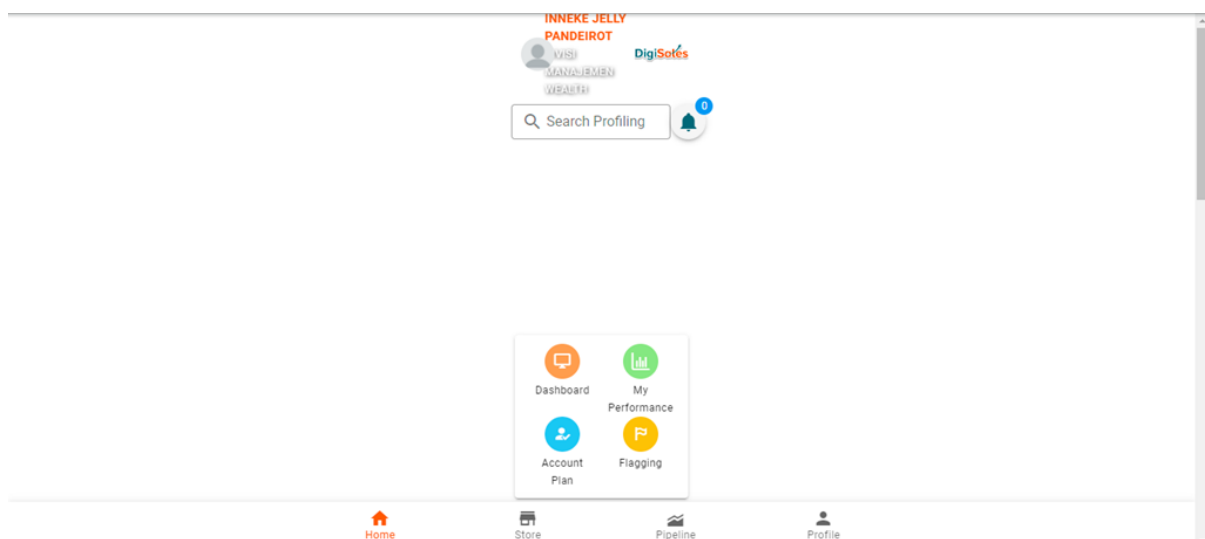 INNEKE JELLY
PANDEIROT
VISI
MANAJEMEN
WEALTH
DigiSales
Search Profiling
0
Dashboard
My
Performance
Account
Plan
Flagging
Home
Store
Pipeline
Profile